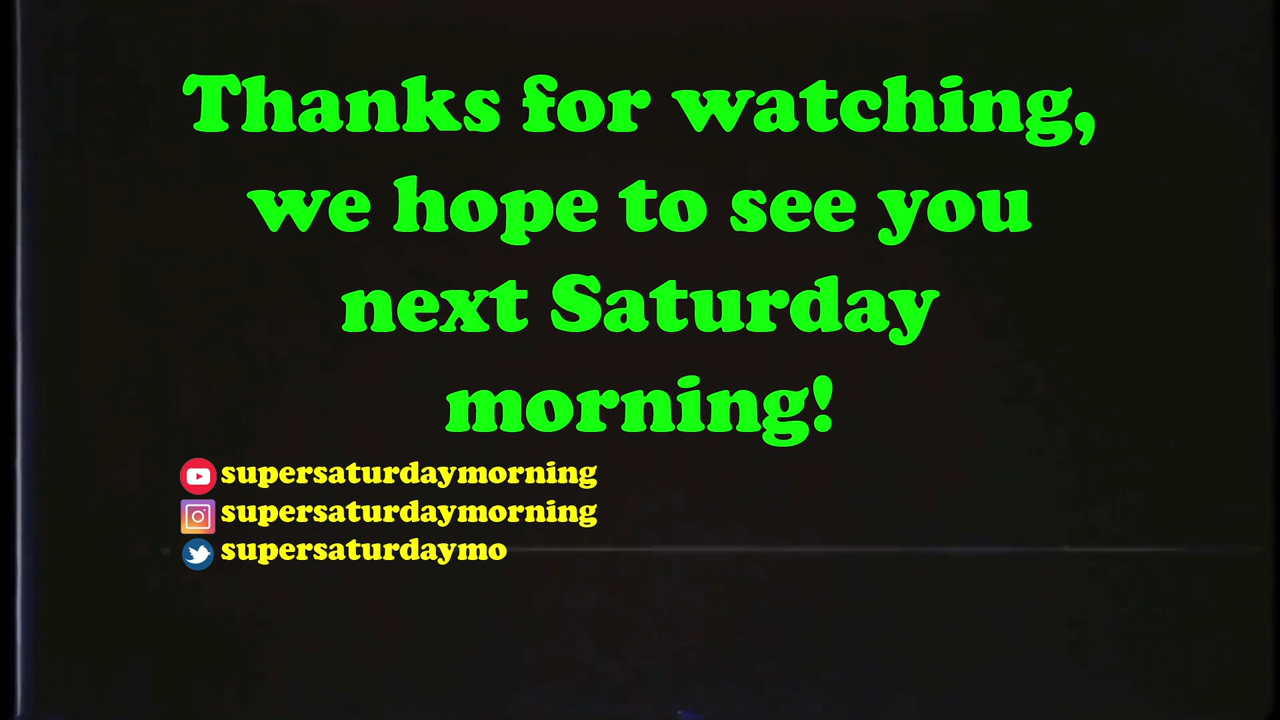 Thanks for watching,
we hope to see you
next Saturday
morning!
supersaturdaymorning
supersaturdaymorning
supersaturdaymo